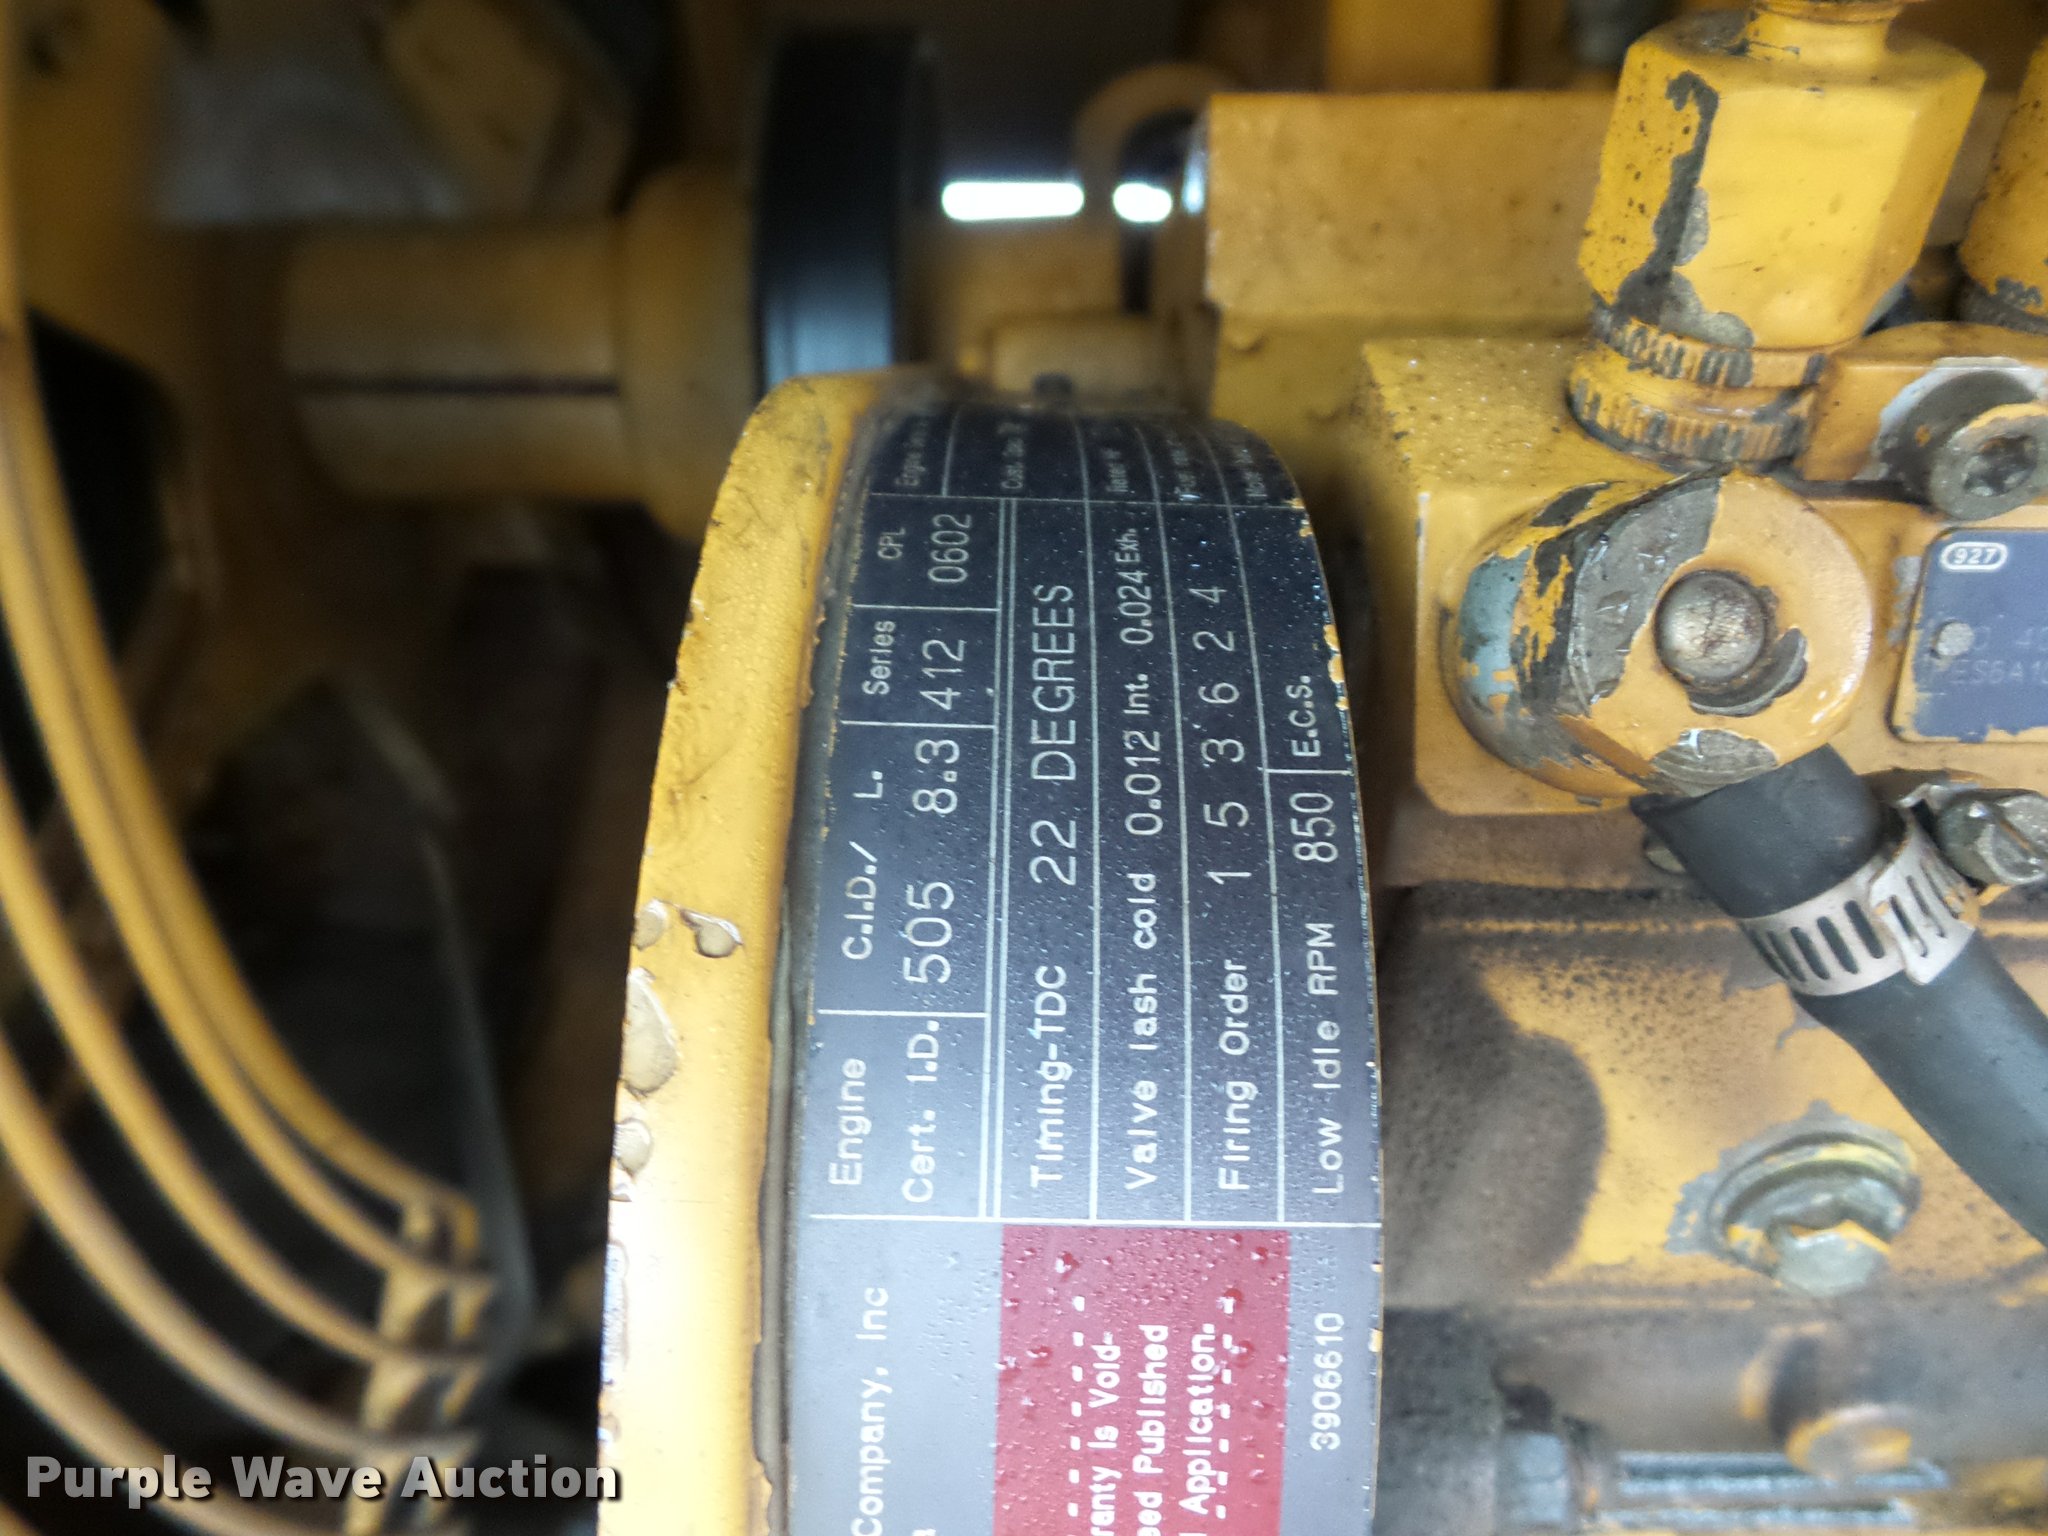 Company, Inc
ranty is Void-
eed Published
Application.
3906610
Engine
Cert. I.D.
C.I.D./ L.
505 8.3
Series
412
CPL
0602
Timing-TDC 22 DEGREES
Valve lash cold 0.012 Int. 0.024 Exh.
Firing Order 1 5 3 6 2 4
Low Idle RPM 850 E.C.S.
927
Purple Wave Auction